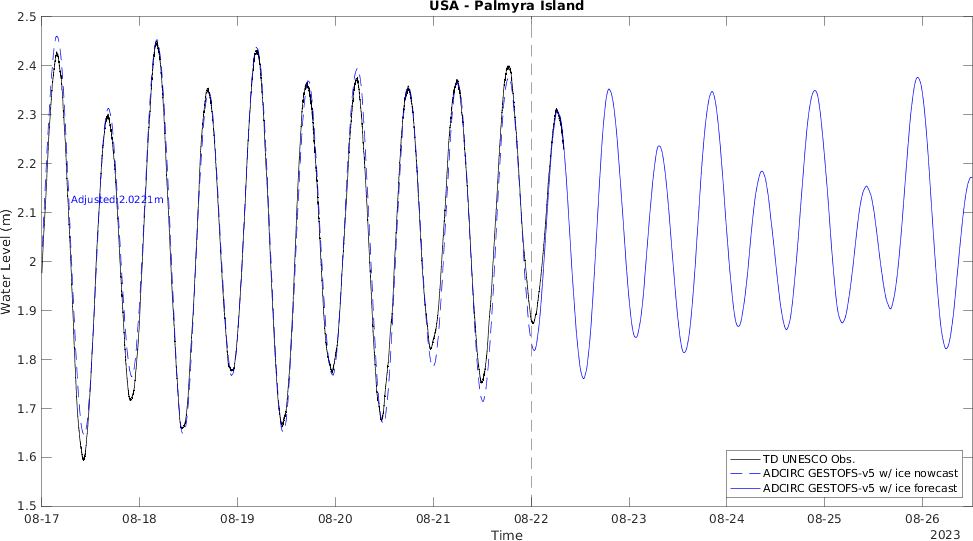 USA - Palmyra Island
2.5
2.4
2.3
2.2
2.1
2
1.9
1.8
1.7
1.6
1.5
Water Level (m)
Adjusted:2.0221m
TD UNESCO Obs.
ADCIRC GESTOFS-v5 w/ ice nowcast
ADCIRC GESTOFS-v5 w/ ice forecast
08-17 08-18 08-19 08-20 08-21 08-22 08-23 08-24 08-25 08-26
Time
2023